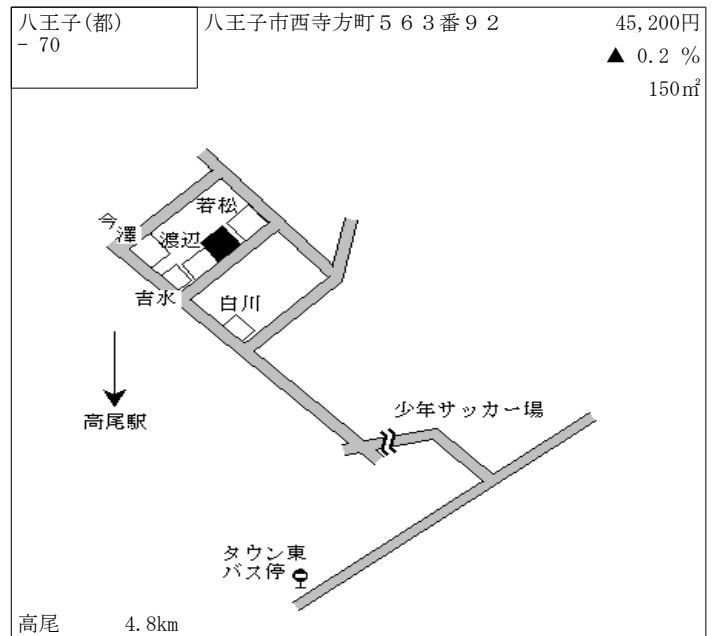 八王子(都)
－70
八王子市西寺方町５６３番９２
45,200円
▲ 0.2 %
150㎡
若松
今澤
渡辺
吉水
白川
高尾駅
少年サッカー場
タウン東
バス停
高尾 4.8km